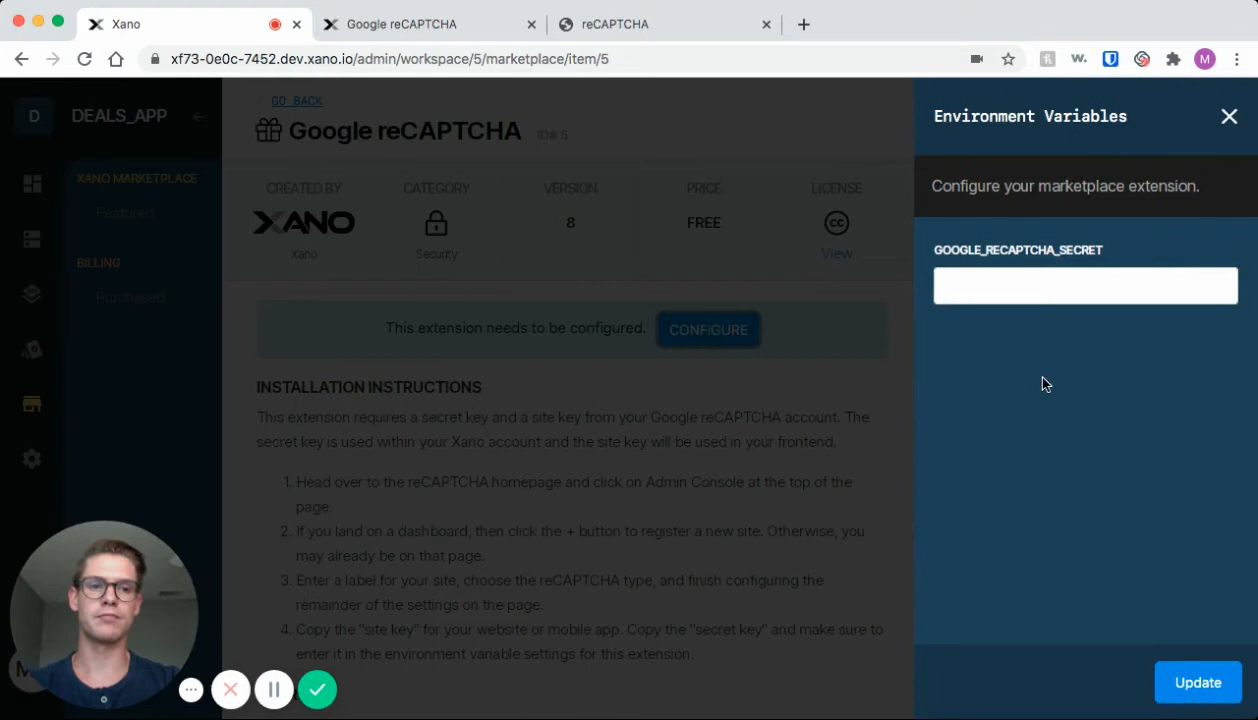 Xano
Google reCAPTCHA
reCAPTCHA
xf73-0e0c-7452.dev.xano.io/admin/workspace/5/marketplace/item/5
w.
M
D
DEALS_APP
XANO MARKETPLACE
Featured
BILLING
Purchased
GO BACK
Google reCAPTCHA ID# 5
CREATED BY
CATEGORY
VERSION
PRICE
LICENSE
XANO
8
FREE
cc
Xano
Security
View
This extension needs to be configured.
CONFIGURE
INSTALLATION INSTRUCTIONS
This extension requires a secret key and a site key from your Google reCAPTCHA account. The
secret key is used within your Xano account and the site key will be used in your frontend.
1. Head over to the reCAPTCHA homepage and click on Admin Console at the top of the
page.
2. If you land on a dashboard, then click the + button to register a new site. Otherwise, you
may already be on that page.
3. Enter a label for your site, choose the reCAPTCHA type, and finish configuring the
remainder of the settings on the page.
4. Copy the "site key" for your website or mobile app. Copy the "secret key" and make sure to
enter it in the environment variable settings for this extension.
Environment Variables
Configure your marketplace extension.
GOOGLE_RECAPTCHA_SECRET
Update